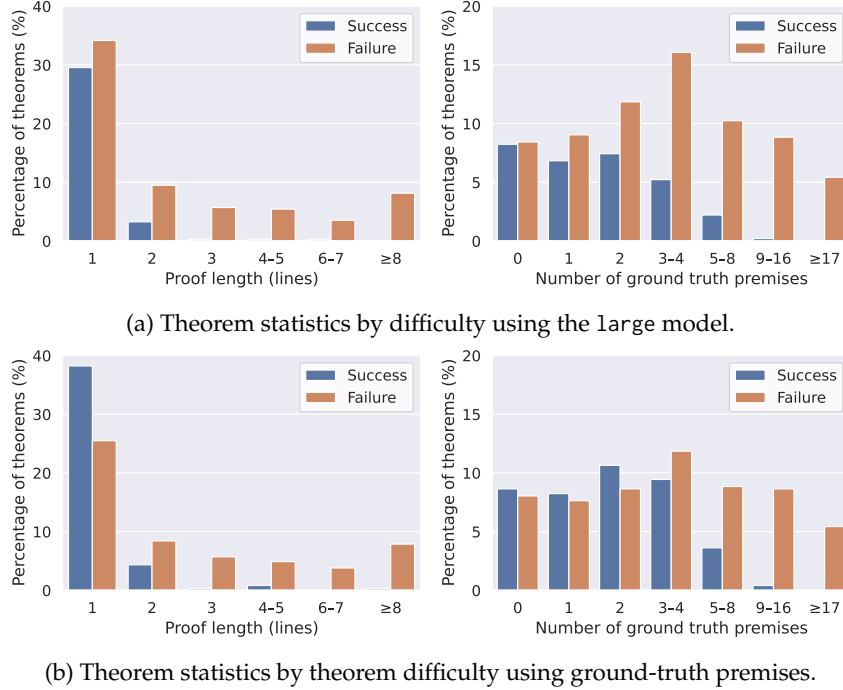 40
30
20
10
0
Percentage of theorems (%)
Success
Failure
1 2 3 4–5 6–7 ≥8
Proof length (lines)
20
15
10
5
0
Percentage of theorems (%)
Success
Failure
0 1 2 3–4 5–8 9–16 ≥17
Number of ground truth premises
(a) Theorem statistics by difficulty using the large model.
40
30
20
10
0
Percentage of theorems (%)
Success
Failure
1 2 3 4–5 6–7 ≥8
Proof length (lines)
20
15
10
5
0
Percentage of theorems (%)
Success
Failure
0 1 2 3–4 5–8 9–16 ≥17
Number of ground truth premises
(b) Theorem statistics by theorem difficulty using ground-truth premises.